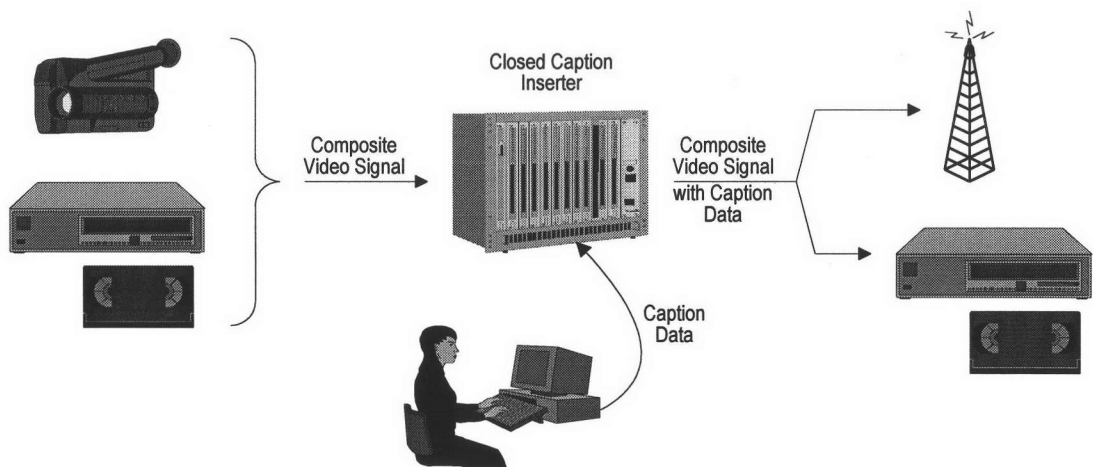 Closed Caption
Inserter
Composite
Video Signal
Composite
Video Signal
with Caption
Data
Caption
Data